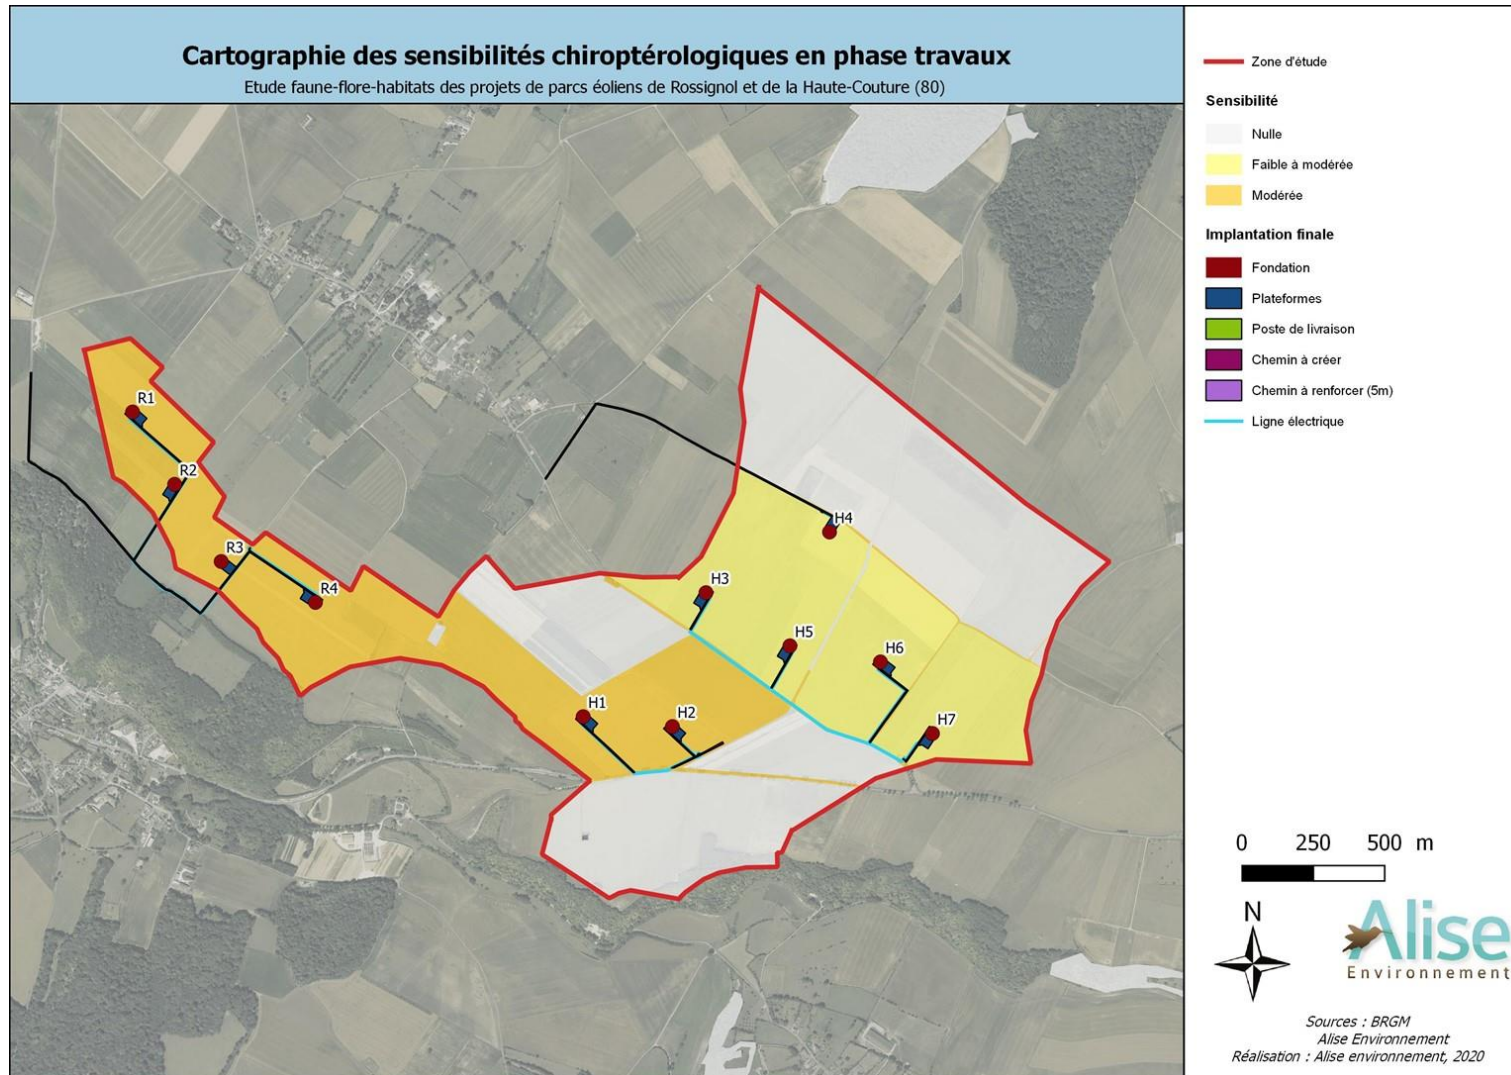 Cartographie des sensibilités chiroptérologiques en phase travaux
Etude faune-flore-habitats des projets de parcs éoliens de Rossignol et de la Haute-Couture (80)
Zone d'étude
Sensibilité
Nulle
Faible à modérée
Modérée
Implantation finale
Fondation
Plateformes
Poste de livraison
Chemin à créer
Chemin à renforcer (5m)
Ligne électrique
R1
R2
R3
R4
H4
H3
H5
H6
H1
H2
H7
0 250 500 m
N
Alise
Environnement
Sources : BRGM
Alise Environnement
Réalisation : Alise environnement, 2020